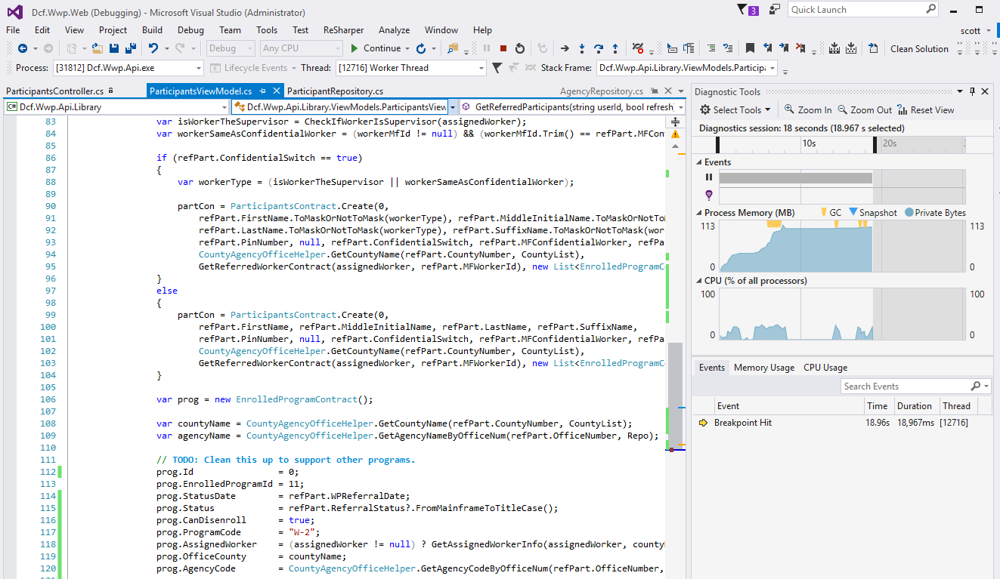 Dcf.Wwp.Web (Debugging) - Microsoft Visual Studio (Administrator)
3
Quick Launch
File Edit View Project Build Debug Team Tools Test ReSharper Analyze Window Help
scott
Debug Any CPU Continue Clean Solution
Process: [31812] Dcf.Wwp.Api.exe Lifecycle Events Thread: [12716] Worker Thread Stack Frame: Dcf.Wwp.Api.Library.ViewModels.Participa
ParticipantsController.cs ParticipantsViewModel.cs ParticipantRepository.cs AgencyRepository.cs
C# Dcf.Wwp.Api.Library Dcf.Wwp.Api.Library.ViewModels.ParticipantsView GetReferredParticipants(string userId, bool refresh)
83 var isWorkerTheSupervisor = CheckIfWorkerIsSupervisor(assignedWorker);
84 var workerSameAsConfidentialWorker = (workerMfId != null) && (workerMfId.Trim() == refPart.MFCon
85
86 if (refPart.ConfidentialSwitch == true)
87 {
88 var workerType = (isWorkerTheSupervisor || workerSameAsConfidentialWorker);
89
90 partCon = ParticipantsContract.Create(0,
91 refPart.FirstName.ToMaskOrNotToMask(workerType), refPart.MiddleInitialName.ToMaskOrNotTo
92 refPart.LastName.ToMaskOrNotToMask(workerType), refPart.SuffixName.ToMaskOrNotToMask(wor
93 refPart.PinNumber, null, refPart.ConfidentialSwitch, refPart.MFConfidentialWorker, refPa
94 CountyAgencyOfficeHelper.GetCountyName(refPart.CountyNumber, CountyList),
95 GetReferredWorkerContract(assignedWorker, refPart.MFWorkerId), new List<EnrolledProgramC
96 }
97 else
98 {
99 partCon = ParticipantsContract.Create(0,
100 refPart.FirstName, refPart.MiddleInitialName, refPart.LastName, refPart.SuffixName,
101 refPart.PinNumber, null, refPart.ConfidentialSwitch, refPart.MFConfidentialWorker, refPa
102 CountyAgencyOfficeHelper.GetCountyName(refPart.CountyNumber, CountyList),
103 GetReferredWorkerContract(assignedWorker, refPart.MFWorkerId), new List<EnrolledProgramC
104 }
105
106 var prog = new EnrolledProgramContract();
107
108 var countyName = CountyAgencyOfficeHelper.GetCountyName(refPart.CountyNumber, CountyList);
109 var agencyName = CountyAgencyOfficeHelper.GetAgencyNameByOfficeNum(refPart.OfficeNumber, Repo);
110
111 // TODO: Clean this up to support other programs.
112 prog.Id = 0;
113 prog.EnrolledProgramId = 11;
114 prog.StatusDate = refPart.WPReferralDate;
115 prog.Status = refPart.ReferralStatus?.FromMainframeToTitleCase();
116 prog.CanDisenroll = true;
117 prog.ProgramCode = "W-2";
118 prog.AssignedWorker = (assignedWorker != null) ? GetAssignedWorkerInfo(assignedWorker, county
119 prog.OfficeCounty = countyName;
120 prog.AgencyCode = CountyAgencyOfficeHelper.GetAgencyCodeByOfficeNum(refPart.OfficeNumber,
Diagnostic Tools
Select Tools Zoom In Zoom Out Reset View
Diagnostics session: 18 seconds (18.967 s selected)
10s 20s
Events
Process Memory (MB) GC Snapshot Private Bytes
113 113
0 0
CPU (% of all processors)
100 100
0 0
Events Memory Usage CPU Usage
Search Events
Event Time Duration Thread
Breakpoint Hit 18.96s 18,967ms [12716]